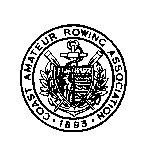 COAST AMATEUR ROWING ASSOCIATION
· 1893 ·